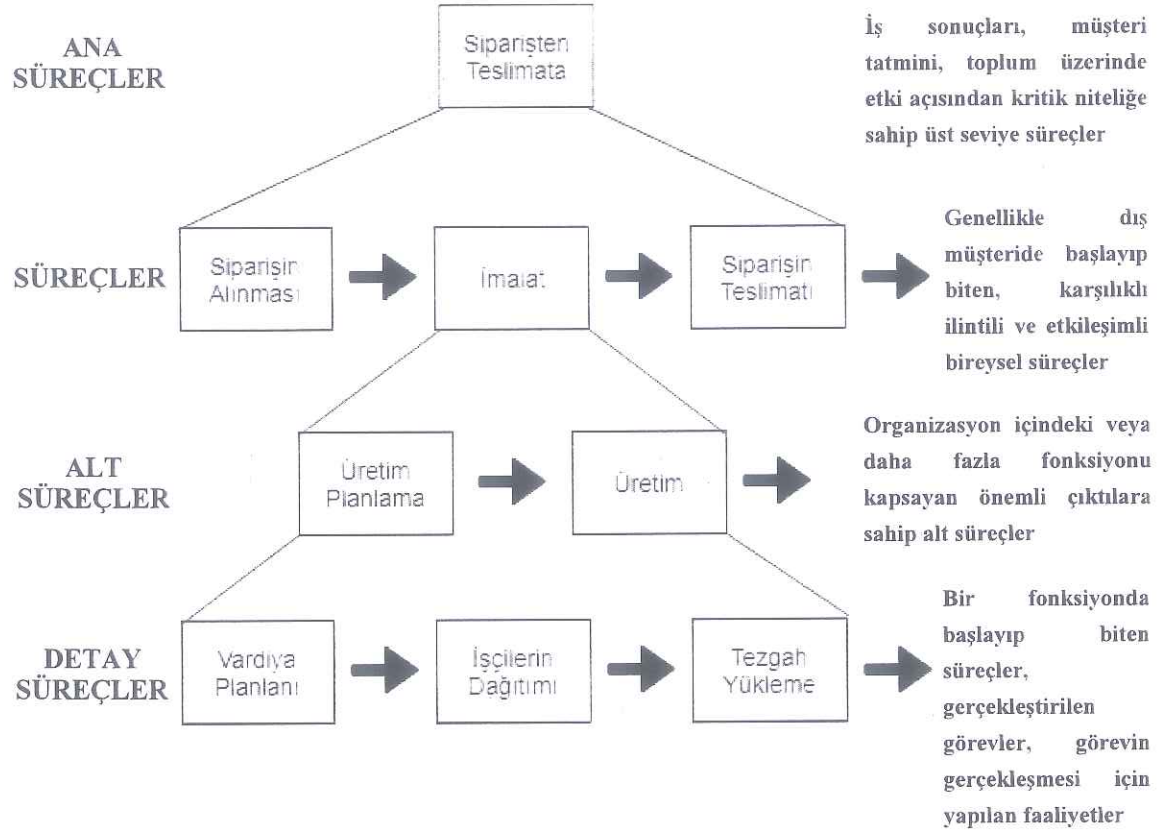 ANA
SÜREÇLER
Siparişten
Teslimata
İş sonuçları, müşteri
tatmini, toplum üzerinde
etki açısından kritik niteliğe
sahip üst seviye süreçler
SÜREÇLER
Siparişin
Alınması
İmalat
Siparişin
Teslimatı
Genellikle dış
müşteride başlayıp
biten, karşılıklı
ilintili ve etkileşimli
bireysel süreçler
ALT
SÜREÇLER
Üretim
Planlama
Üretim
Organizasyon içindeki veya
daha fazla fonksiyonu
kapsayan önemli çıktılara
sahip alt süreçler
DETAY
SÜREÇLER
Vardiya
Planlanı
İşçilerin
Dağıtımı
Tezgah
Yükleme
Bir fonksiyonda
başlayıp biten
süreçler,
gerçekleştirilen
görevler, görevin
gerçekleşmesi için
yapılan faaliyetler